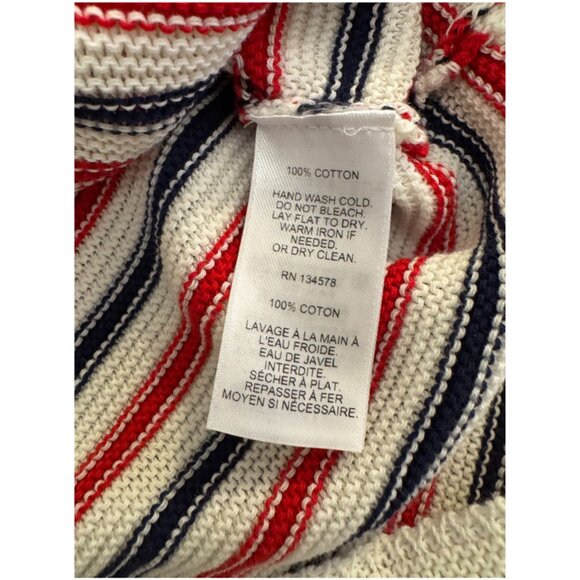 100% COTTON
HAND WASH COLD.
DO NOT BLEACH.
LAY FLAT TO DRY.
WARM IRON IF
NEEDED.
OR DRY CLEAN.
RN 134578
100% COTON
LAVAGE À LA MAIN À
L'EAU FROIDE.
EAU DE JAVEL
INTERDITE.
SÉCHER À PLAT.
REPASSER À FER
MOYEN SI NÉCESSAIRE.